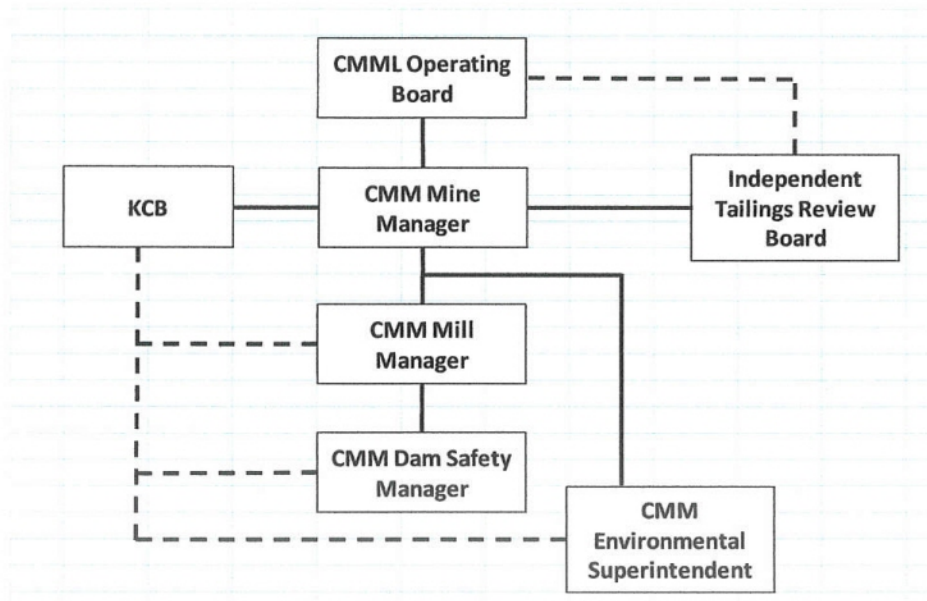 CMML Operating
Board
KCB
CMM Mine
Manager
Independent
Tailings Review
Board
CMM Mill
Manager
CMM Dam Safety
Manager
CMM
Environmental
Superintendent